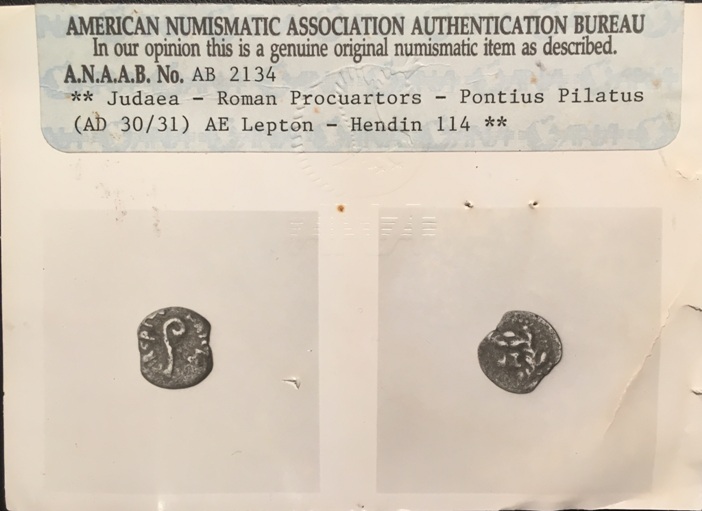 AMERICAN NUMISMATIC ASSOCIATION AUTHENTICATION BUREAU
In our opinion this is a genuine original numismatic item as described.
A.N.A.A.B. No. AB 2134
** Judaea - Roman Procuartors - Pontius Pilatus
(AD 30/31) AE Lepton - Hendin 114 **